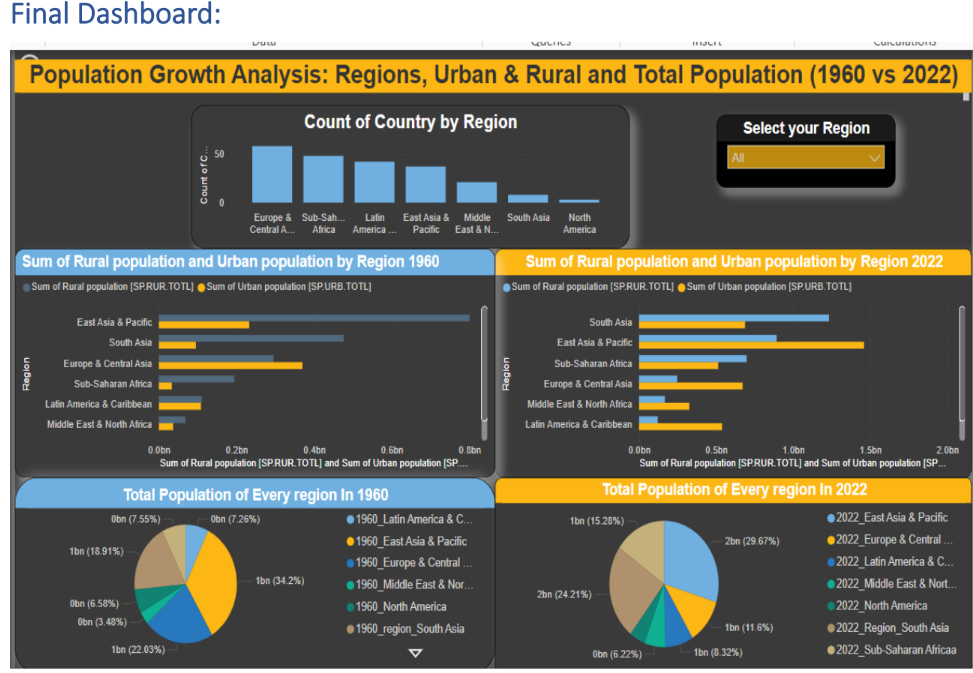 Final Dashboard:
Data Queries Insert Calculations
Population Growth Analysis: Regions, Urban & Rural and Total Population (1960 vs 2022)
Count of Country by Region
Count of C...
50
0
Europe & Central A...
Sub-Sah... Africa
Latin America ...
East Asia & Pacific
Middle East & N...
South Asia
North America
Select your Region
All
Sum of Rural population and Urban population by Region 1960
Sum of Rural population [SP.RUR.TOTL] Sum of Urban population [SP.URB.TOTL]
Region
East Asia & Pacific
South Asia
Europe & Central Asia
Sub-Saharan Africa
Latin America & Caribbean
Middle East & North Africa
0.0bn 0.2bn 0.4bn 0.6bn 0.8bn
Sum of Rural population [SP.RUR.TOTL] and Sum of Urban population [SP....
Sum of Rural population and Urban population by Region 2022
Sum of Rural population [SP.RUR.TOTL] Sum of Urban population [SP.URB.TOTL]
Region
South Asia
East Asia & Pacific
Sub-Saharan Africa
Europe & Central Asia
Middle East & North Africa
Latin America & Caribbean
0.0bn 0.5bn 1.0bn 1.5bn 2.0bn
Sum of Rural population [SP.RUR.TOTL] and Sum of Urban population [SP...
Total Population of Every region In 1960
0bn (7.55%)
0bn (7.26%)
1bn (18.91%)
1bn (34.2%)
0bn (6.58%)
0bn (3.48%)
1bn (22.03%)
1960_Latin America & C...
1960_East Asia & Pacific
1960_Europe & Central ...
1960_Middle East & Nor...
1960_North America
1960_region_South Asia
Total Population of Every region In 2022
1bn (15.28%)
2bn (29.67%)
2bn (24.21%)
1bn (11.6%)
0bn (6.22%)
1bn (8.32%)
2022_East Asia & Pacific
2022_Europe & Central ...
2022_Latin America & C...
2022_Middle East & Nort...
2022_North America
2022_Region_South Asia
2022_Sub-Saharan Africaa